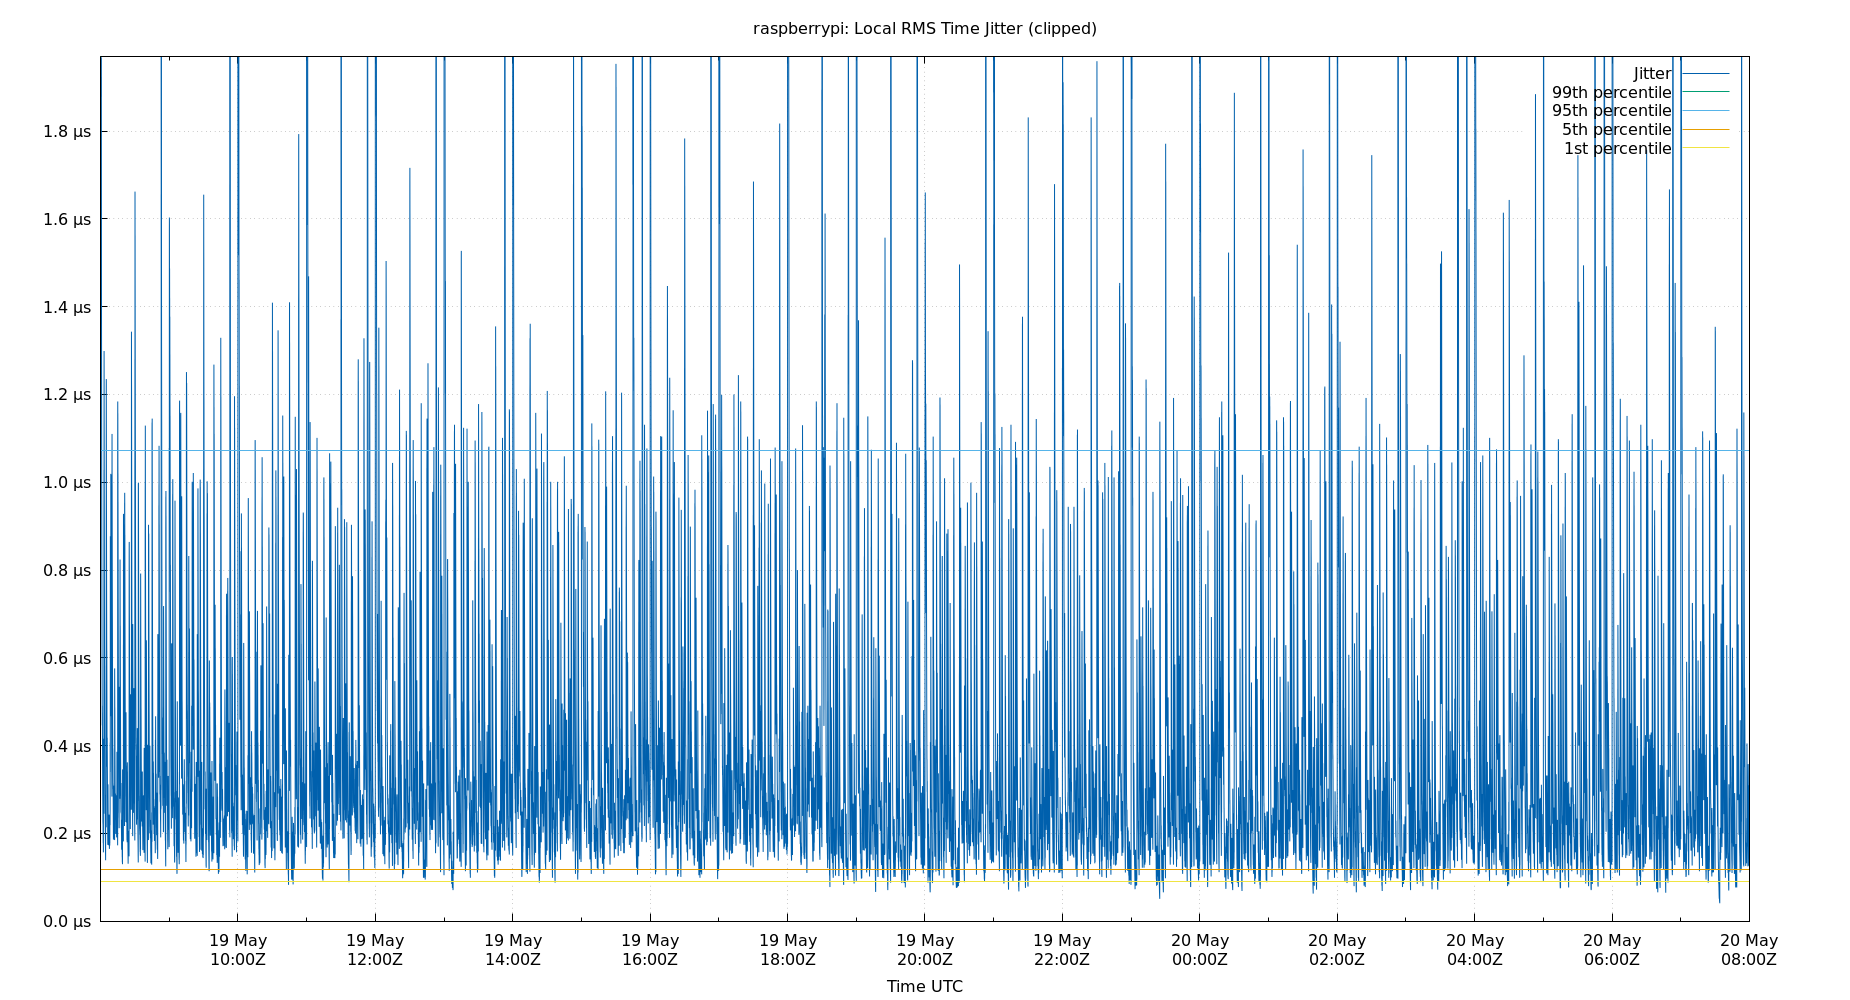 raspberrypi: Local RMS Time Jitter (clipped)
Jitter
99th percentile
95th percentile
5th percentile
1st percentile
1.8 µs
1.6 µs
1.4 µs
1.2 µs
1.0 µs
0.8 µs
0.6 µs
0.4 µs
0.2 µs
0.0 µs
19 May 19 May 19 May 19 May 19 May 19 May 19 May 20 May 20 May 20 May 20 May 20 May
10:00Z 12:00Z 14:00Z 16:00Z 18:00Z 20:00Z 22:00Z 00:00Z 02:00Z 04:00Z 06:00Z 08:00Z
Time UTC